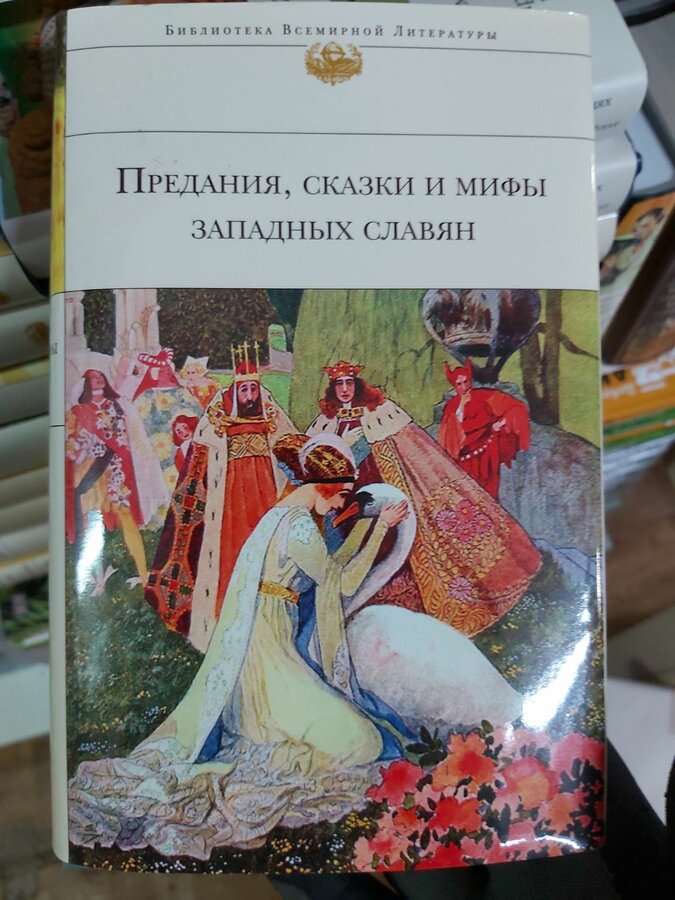 Библиотека Всемирной Литературы
Предания, сказки и мифы
западных славян